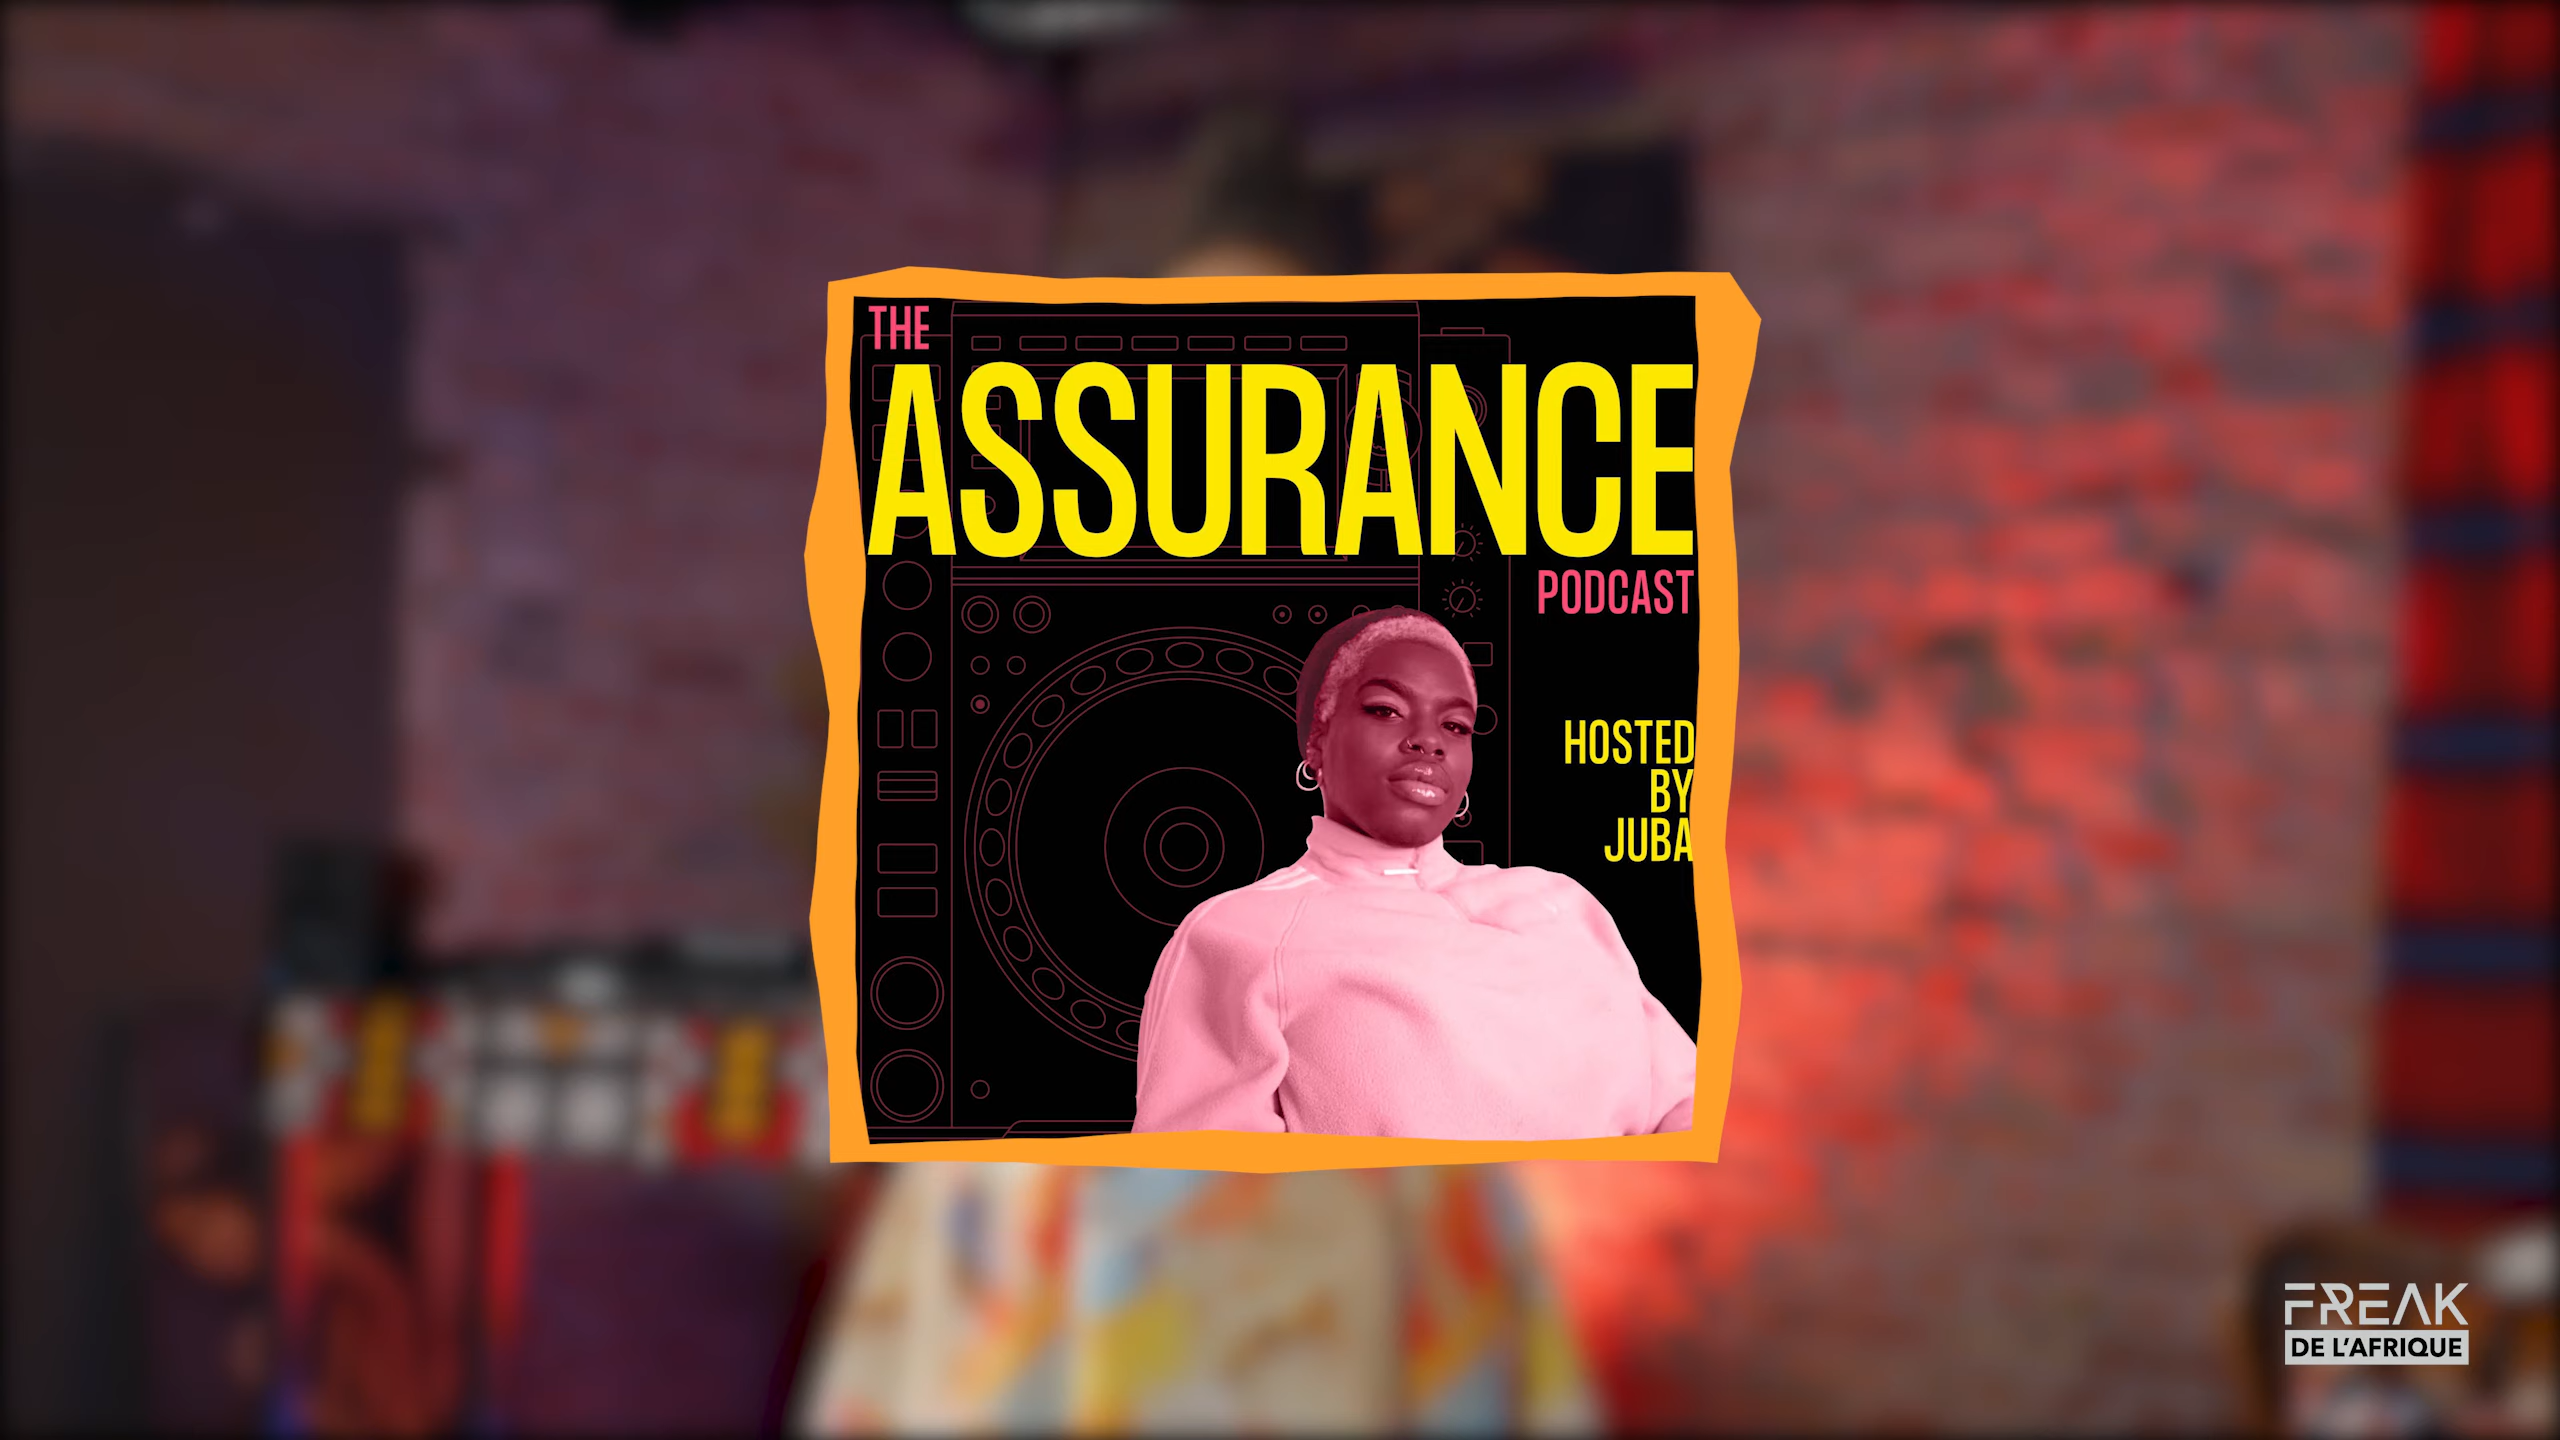 THE
ASSURANCE
PODCAST
HOSTED
BY
JUBA
FREAK
DE L'AFRIQUE